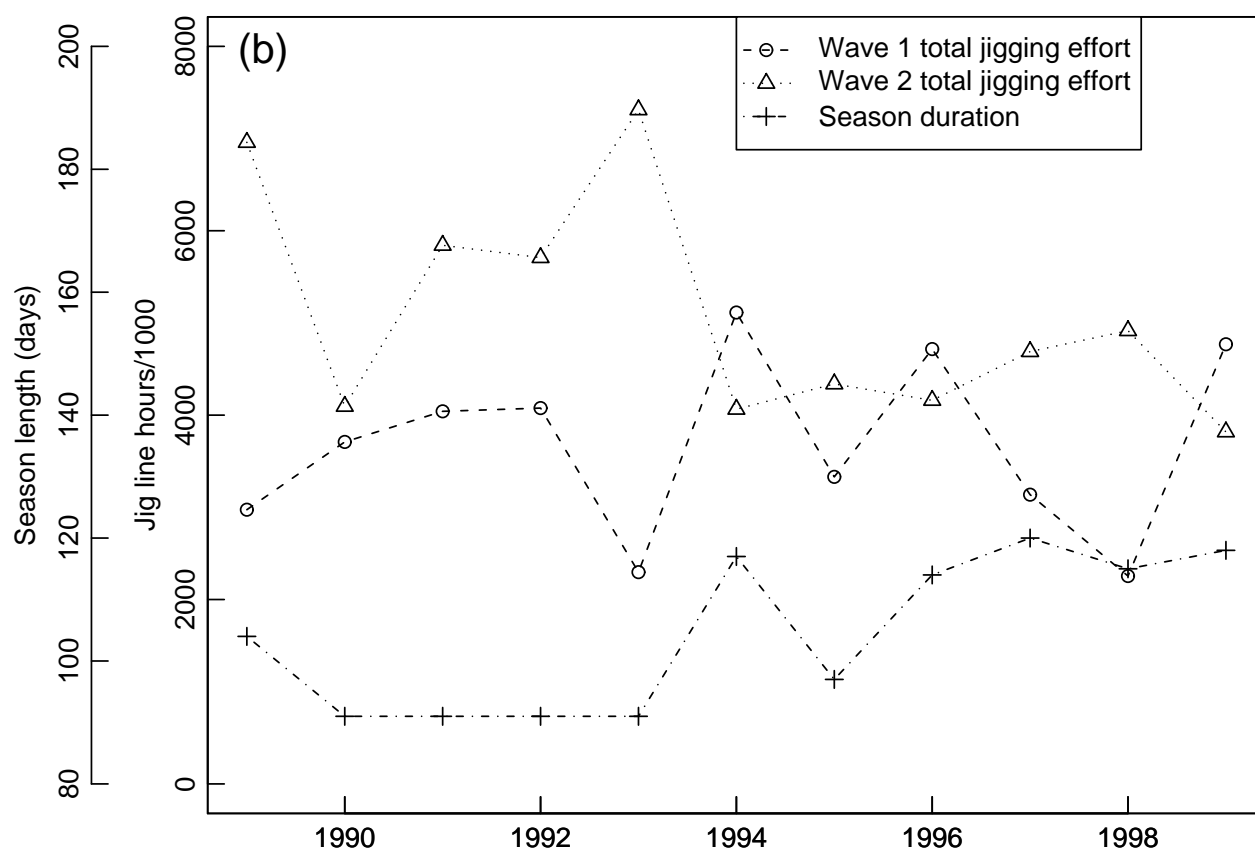 (b)
Wave 1 total jigging effort
Wave 2 total jigging effort
Season duration
Season length (days)
200
180
160
140
120
100
80
Jig line hours/1000
8000
6000
4000
2000
0
1990 1992 1994 1996 1998